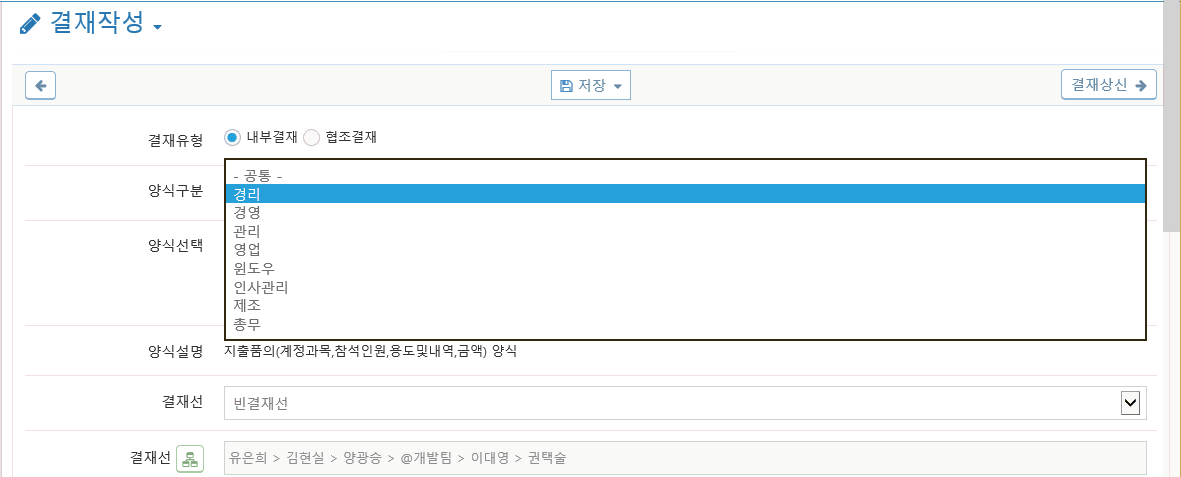 결재작성
저장
결재상신
결재유형 내부결재 협조결재
양식구분
- 공통 -
경리
경영
관리
양식선택
영업
윈도우
인사관리
제조
총무
양식설명 지출품의(계정과목,참석인원,용도및내역,금액) 양식
결재선 빈결재선
결재선 유은희 > 김현실 > 양광승 > @개발팀 > 이대영 > 권택술